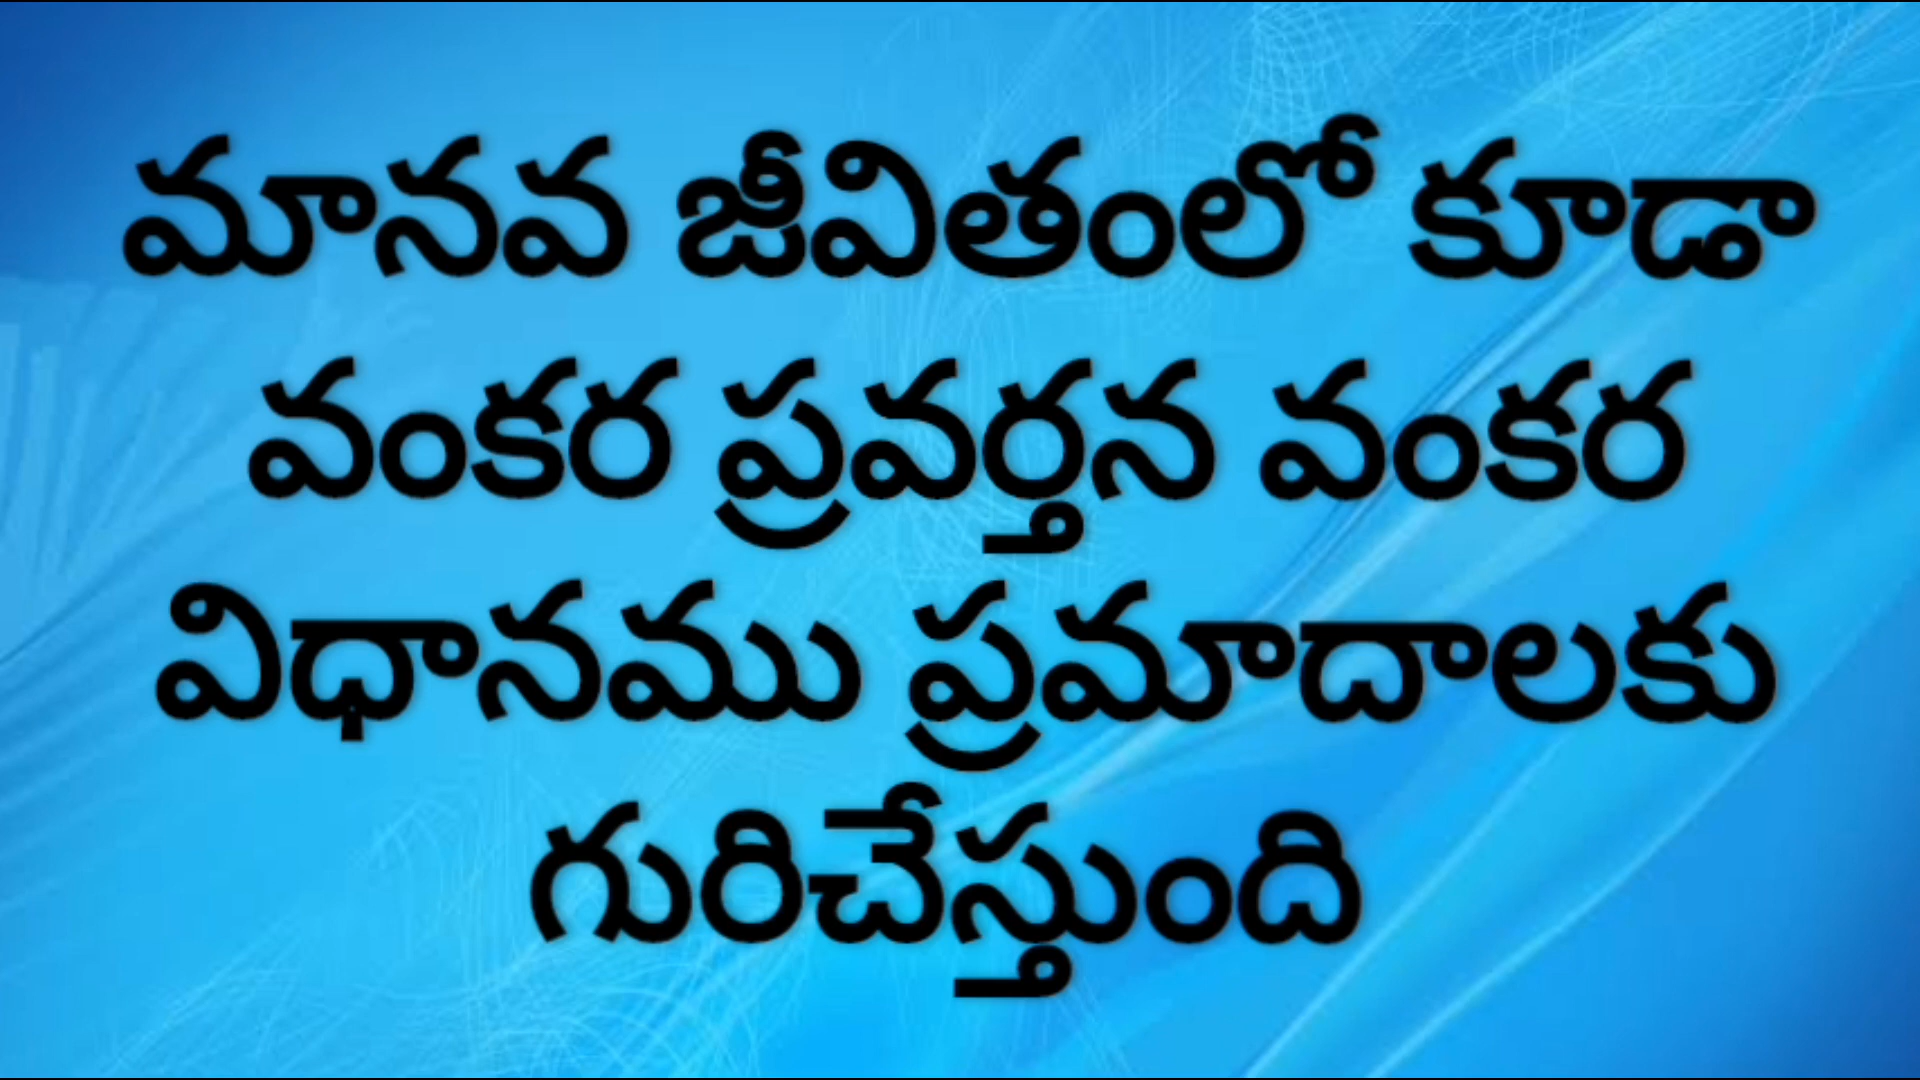 మానవ జీవితంలో కూడా
వంకర ప్రవర్తన వంకర
విధానము ప్రమాదాలకు
గురిచేస్తుంది